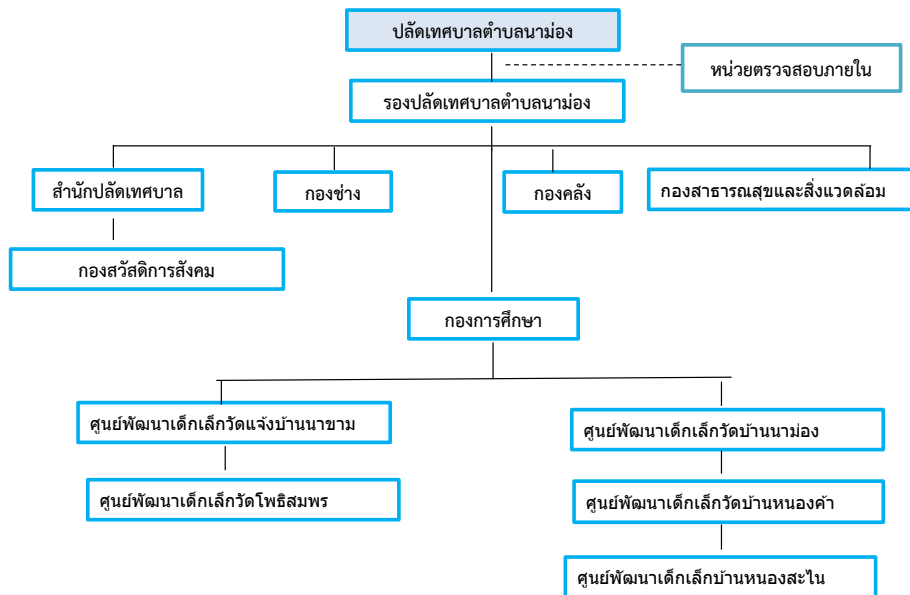 ปลัดเทศบาลตำบลนาม่อง
หน่วยตรวจสอบภายใน
รองปลัดเทศบาลตำบลนาม่อง
สำนักปลัดเทศบาล
กองช่าง
กองคลัง
กองสาธารณสุขและสิ่งแวดล้อม
กองสวัสดิการสังคม
กองการศึกษา
ศูนย์พัฒนาเด็กเล็กวัดแจ้งบ้านนาขาม
ศูนย์พัฒนาเด็กเล็กวัดบ้านนาม่อง
ศูนย์พัฒนาเด็กเล็กวัดโพธิสมพร
ศูนย์พัฒนาเด็กเล็กวัดบ้านหนองค้า
ศูนย์พัฒนาเด็กเล็กบ้านหนองสะไน